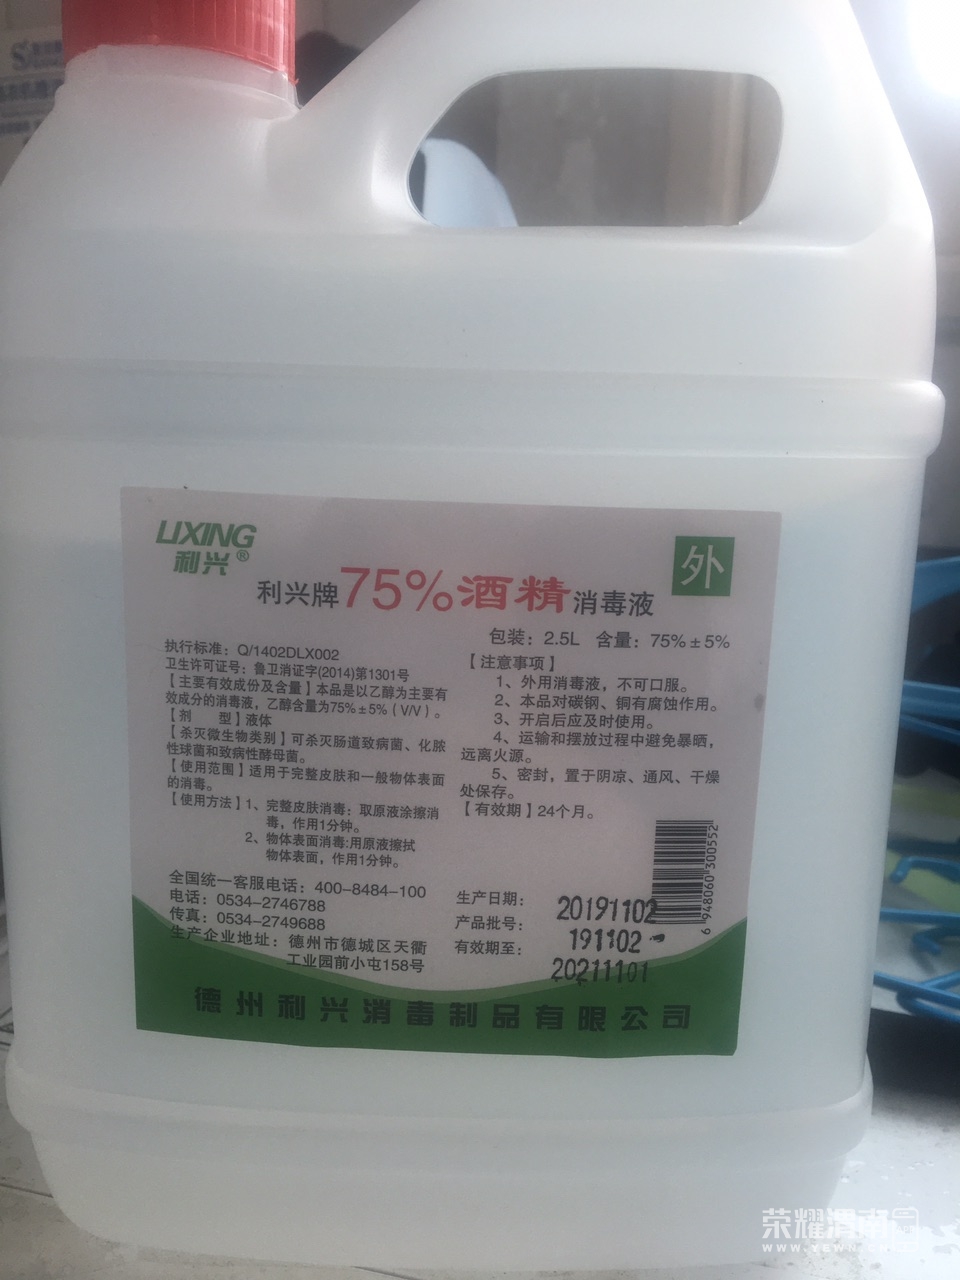 LIXING
利兴®
外
利兴牌75%酒精消毒液
包装：2.5L 含量：75%±5%
执行标准：Q/1402DLX002
卫生许可证号：鲁卫消证字(2014)第1301号
【主要有效成份及含量】本品是以乙醇为主要有
效成分的消毒液，乙醇含量为75%±5%（V/V）。
【剂 型】液体
【杀灭微生物类别】可杀灭肠道致病菌、化脓
性球菌和致病性酵母菌。
【使用范围】适用于完整皮肤和一般物体表面
的消毒。
【使用方法】1、完整皮肤消毒：取原液涂擦消
毒，作用1分钟。
2、物体表面消毒:用原液擦拭
物体表面，作用1分钟。
【注意事项】
1、外用消毒液，不可口服。
2、本品对碳钢、铜有腐蚀作用。
3、开启后应及时使用。
4、运输和摆放过程中避免暴晒，
远离火源。
5、密封，置于阴凉、通风、干燥
处保存。
【有效期】24个月。
全国统一客服电话：400-8484-100
电话：0534-2746788
传真：0534-2749688
生产企业地址：德州市德城区天衢
工业园前小屯158号
生产日期：20191102
产品批号：191102
有效期至：20211101
6 948060 300552
德州利兴消毒制品有限公司
荣耀渭南
WWW.YEWN.CN